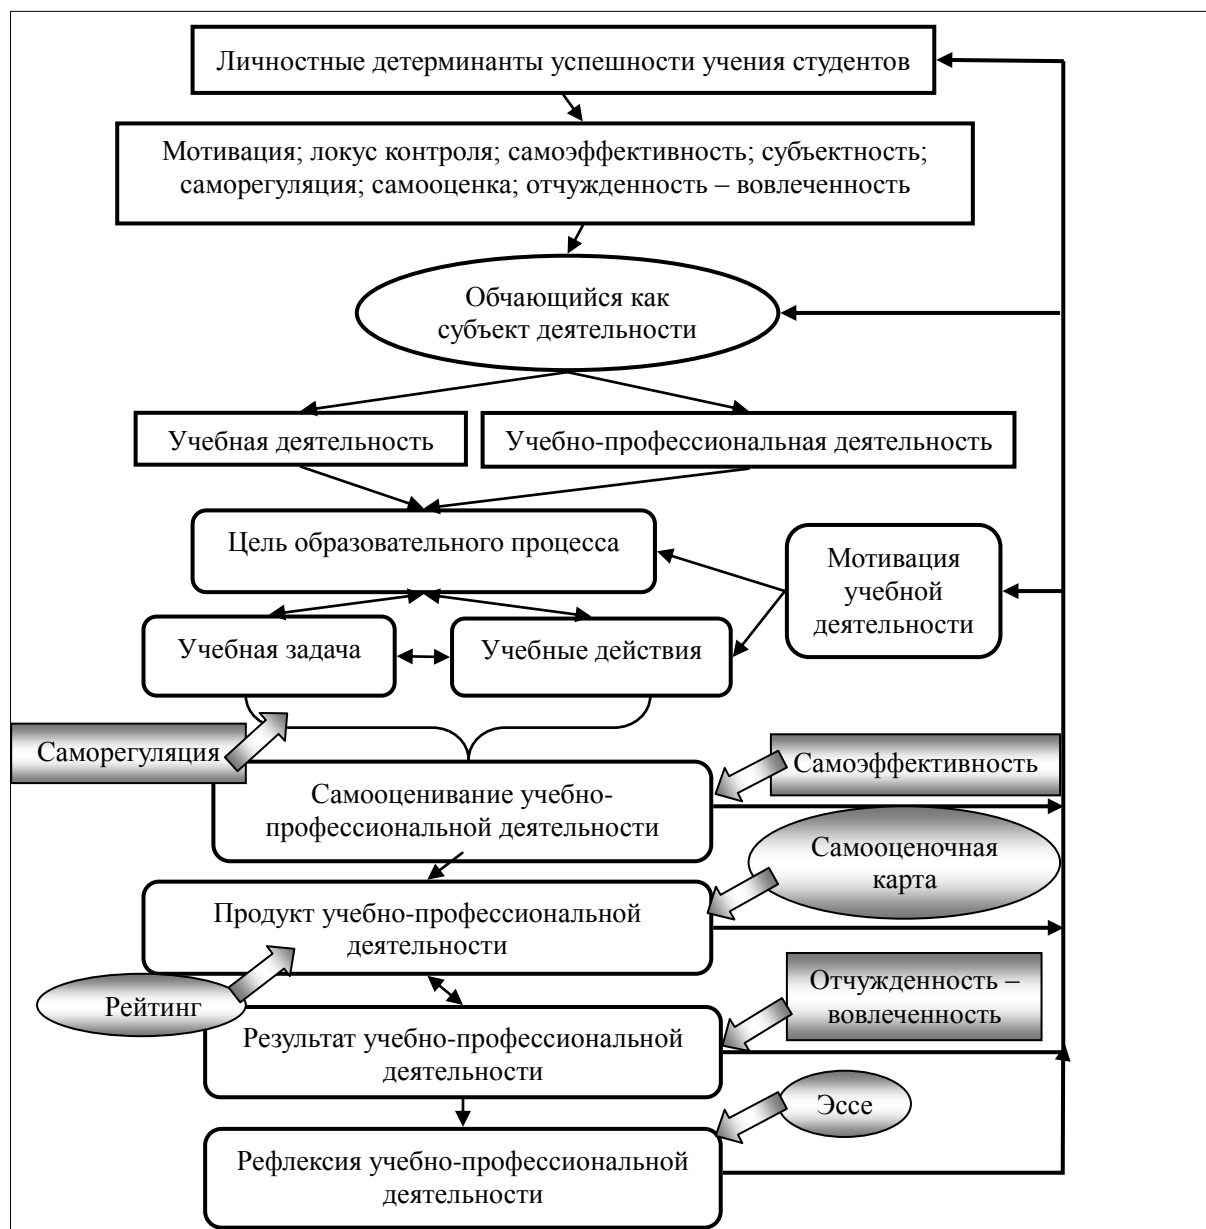 Личностные детерминанты успешности учения студентов
Мотивация; локус контроля; самоэффективность; субъектность;
саморегуляция; самооценка; отчужденность – вовлеченность
Обчающийся как
субъект деятельности
Учебная деятельность
Учебно-профессиональная деятельность
Цель образовательного процесса
Мотивация
учебной
деятельности
Учебная задача
Учебные действия
Саморегуляция
Самоэффективность
Самооценивание учебно-
профессиональной деятельности
Самооценочная
карта
Продукт учебно-профессиональной
деятельности
Рейтинг
Отчужденность –
вовлеченность
Результат учебно-профессиональной
деятельности
Эссе
Рефлексия учебно-профессиональной
деятельности